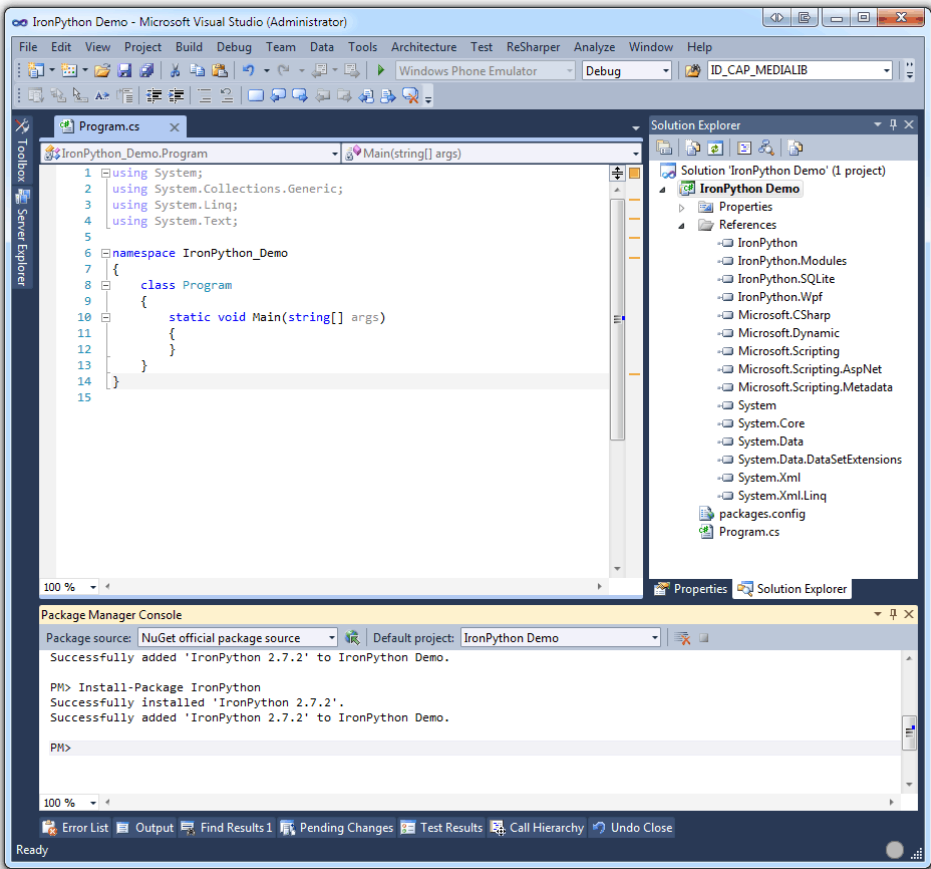 IronPython Demo - Microsoft Visual Studio (Administrator)
File Edit View Project Build Debug Team Data Tools Architecture Test ReSharper Analyze Window Help
Windows Phone Emulator Debug ID_CAP_MEDIALIB
Toolbox
Server Explorer
Program.cs
IronPython_Demo.Program Main(string[] args)
1 using System;
2 using System.Collections.Generic;
3 using System.Linq;
4 using System.Text;
5
6 namespace IronPython_Demo
7 {
8 class Program
9 {
10 static void Main(string[] args)
11 {
12 }
13 }
14 }
15
100 %
Solution Explorer
Solution 'IronPython Demo' (1 project)
IronPython Demo
Properties
References
IronPython
IronPython.Modules
IronPython.SQLite
IronPython.Wpf
Microsoft.CSharp
Microsoft.Dynamic
Microsoft.Scripting
Microsoft.Scripting.AspNet
Microsoft.Scripting.Metadata
System
System.Core
System.Data
System.Data.DataSetExtensions
System.Xml
System.Xml.Linq
packages.config
Program.cs
Properties Solution Explorer
Package Manager Console
Package source: NuGet official package source Default project: IronPython Demo
Successfully added 'IronPython 2.7.2' to IronPython Demo.
PM> Install-Package IronPython
Successfully installed 'IronPython 2.7.2'.
Successfully added 'IronPython 2.7.2' to IronPython Demo.
PM>
100 %
Error List Output Find Results 1 Pending Changes Test Results Call Hierarchy Undo Close
Ready